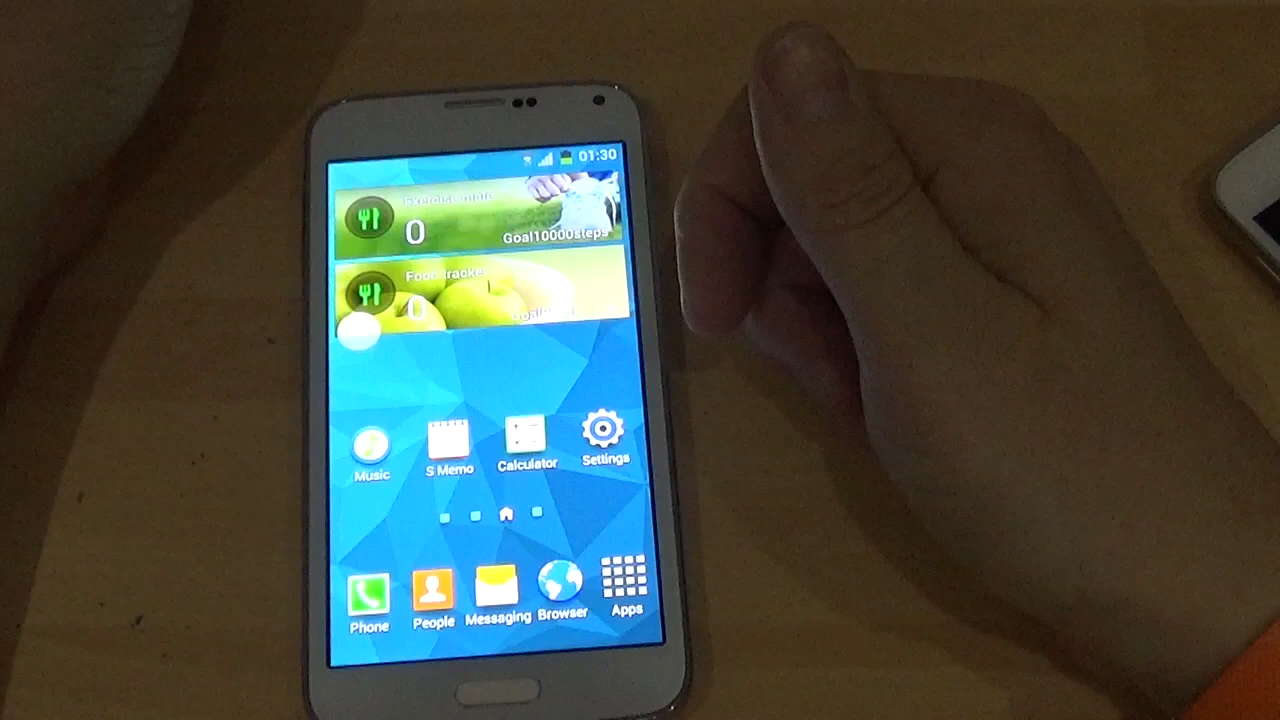 01:30
Exercise mate
0
Goal10000steps
Food tracker
0
Music
S Memo
Calculator
Settings
Phone
People
Messaging
Browser
Apps